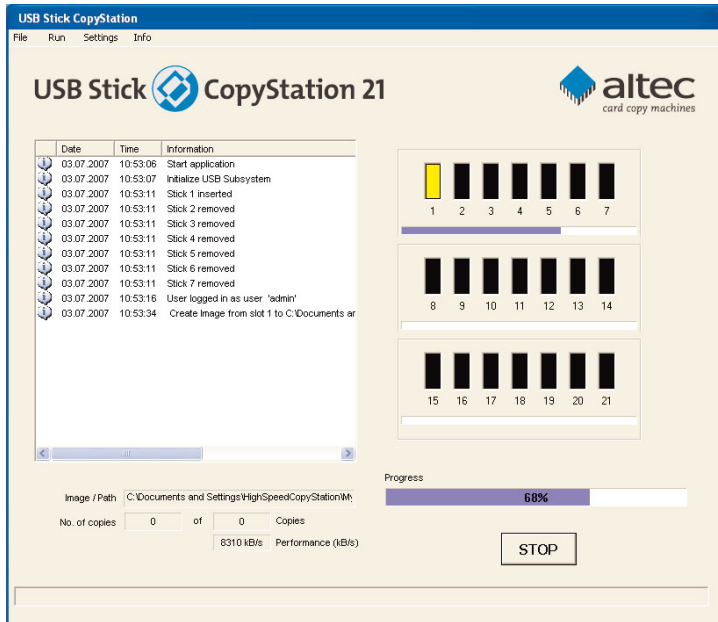 USB Stick CopyStation
File Run Settings Info
USB Stick CopyStation 21
altec
card copy machines
Date Time Information
03.07.2007 10:53:06 Start application
03.07.2007 10:53:07 Initialize USB Subsystem
03.07.2007 10:53:11 Stick 1 inserted
03.07.2007 10:53:11 Stick 2 removed
03.07.2007 10:53:11 Stick 3 removed
03.07.2007 10:53:11 Stick 4 removed
03.07.2007 10:53:11 Stick 5 removed
03.07.2007 10:53:11 Stick 6 removed
03.07.2007 10:53:11 Stick 7 removed
03.07.2007 10:53:16 User logged in as user 'admin'
03.07.2007 10:53:34 Create Image from slot 1 to C:\Documents ar
1 2 3 4 5 6 7
8 9 10 11 12 13 14
15 16 17 18 19 20 21
Progress
68%
Image / Path C:\Documents and Settings\HighSpeedCopyStation\My
No. of copies 0 of 0 Copies
8310 kB/s Performance (kB/s)
STOP